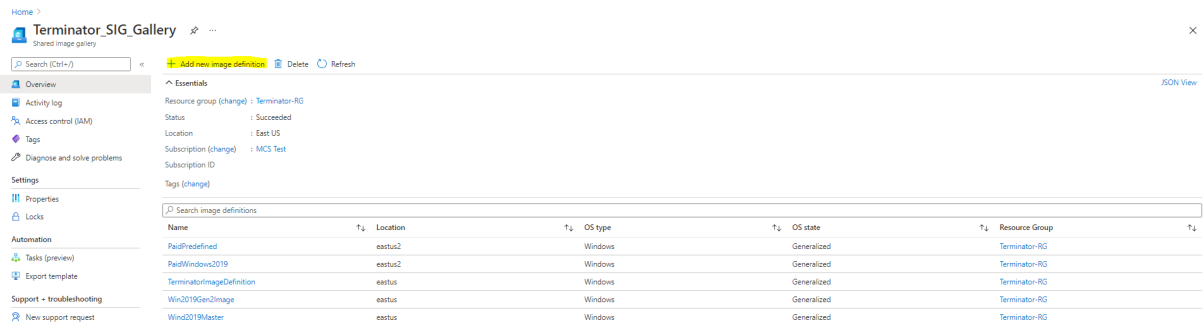 Home >
Terminator_SIG_Gallery ...
Shared image gallery
Search (Ctrl+/) «
Overview
Activity log
Access control (IAM)
Tags
Diagnose and solve problems
Settings
Properties
Locks
Automation
Tasks (preview)
Export template
Support + troubleshooting
New support request
+ Add new image definition Delete Refresh
Essentials JSON View
Resource group (change) : Terminator-RG
Status : Succeeded
Location : East US
Subscription (change) : MCS Test
Subscription ID
Tags (change)
Search image definitions
Name ↑↓ Location ↑↓ OS type ↑↓ OS state ↑↓ Resource Group ↑↓
PaidPredefined eastus2 Windows Generalized Terminator-RG
PaidWindows2019 eastus2 Windows Generalized Terminator-RG
TerminatorImageDefinition eastus Windows Generalized Terminator-RG
Win2019Gen2Image eastus Windows Generalized Terminator-RG
Wind2019Master eastus Windows Generalized Terminator-RG